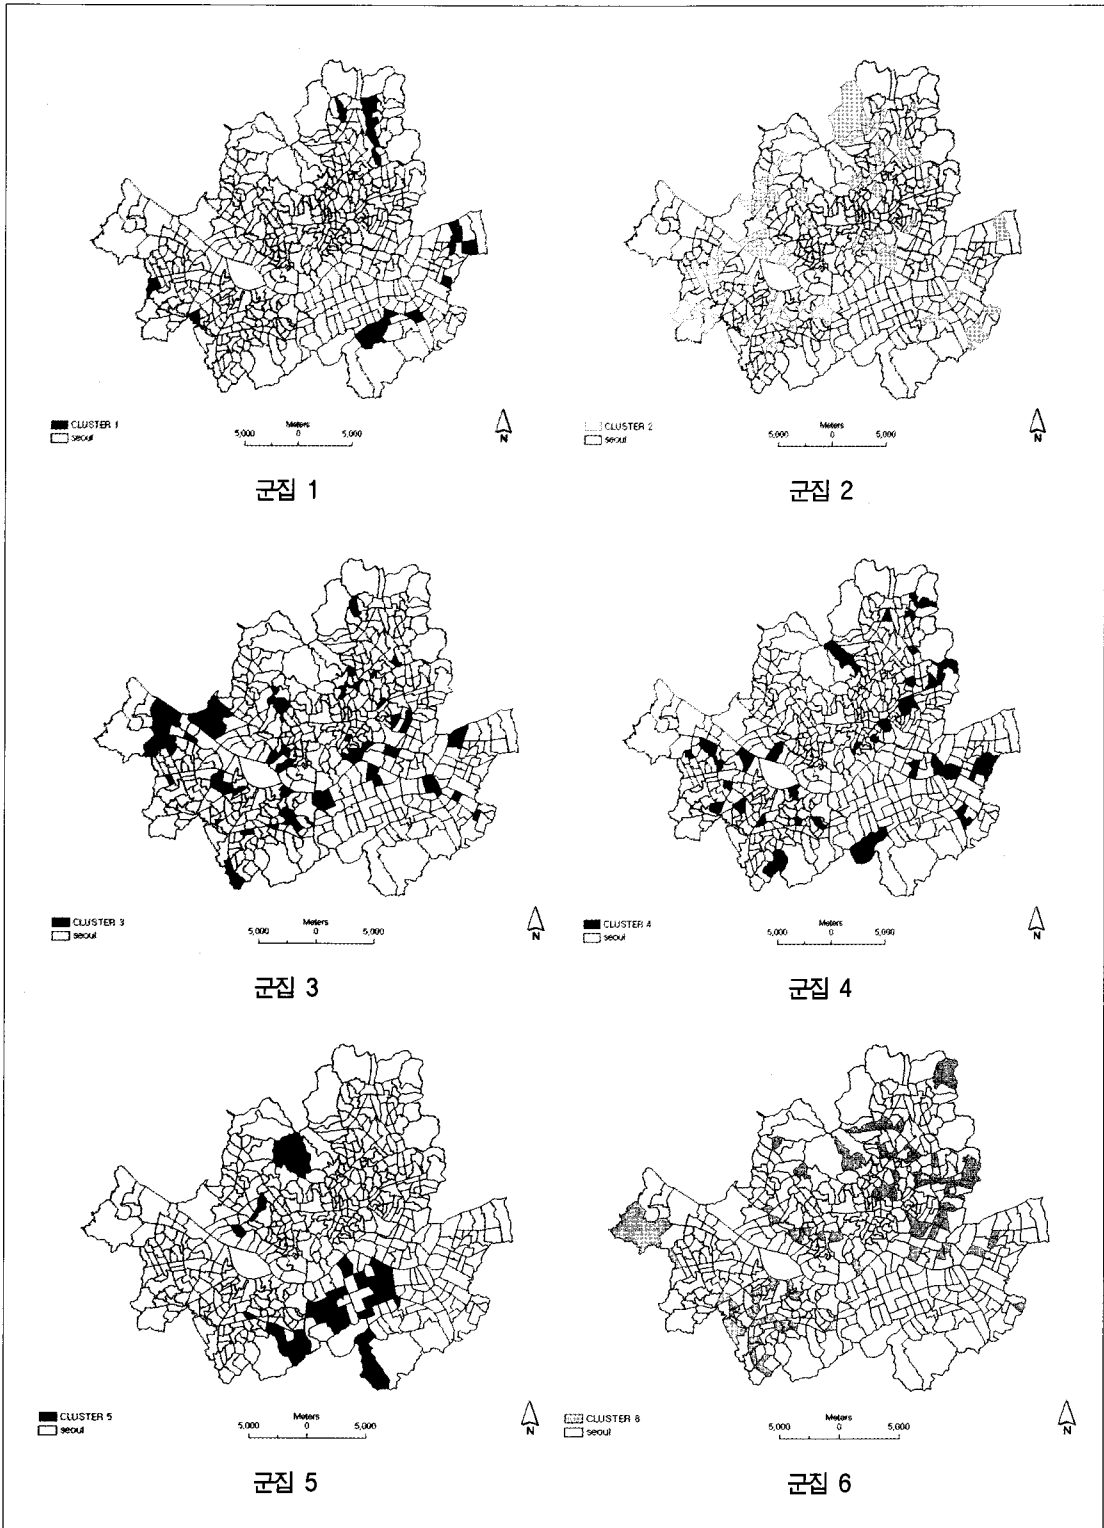 CLUSTER 1
seoul
Meters
5,000 0 5,000
N
군집 1
CLUSTER 2
seoul
Meters
5,000 0 5,000
N
군집 2
CLUSTER 3
seoul
Meters
5,000 0 5,000
N
군집 3
CLUSTER 4
seoul
Meters
5,000 0 5,000
N
군집 4
CLUSTER 5
seoul
Meters
5,000 0 5,000
N
군집 5
CLUSTER 6
seoul
Meters
5,000 0 5,000
N
군집 6